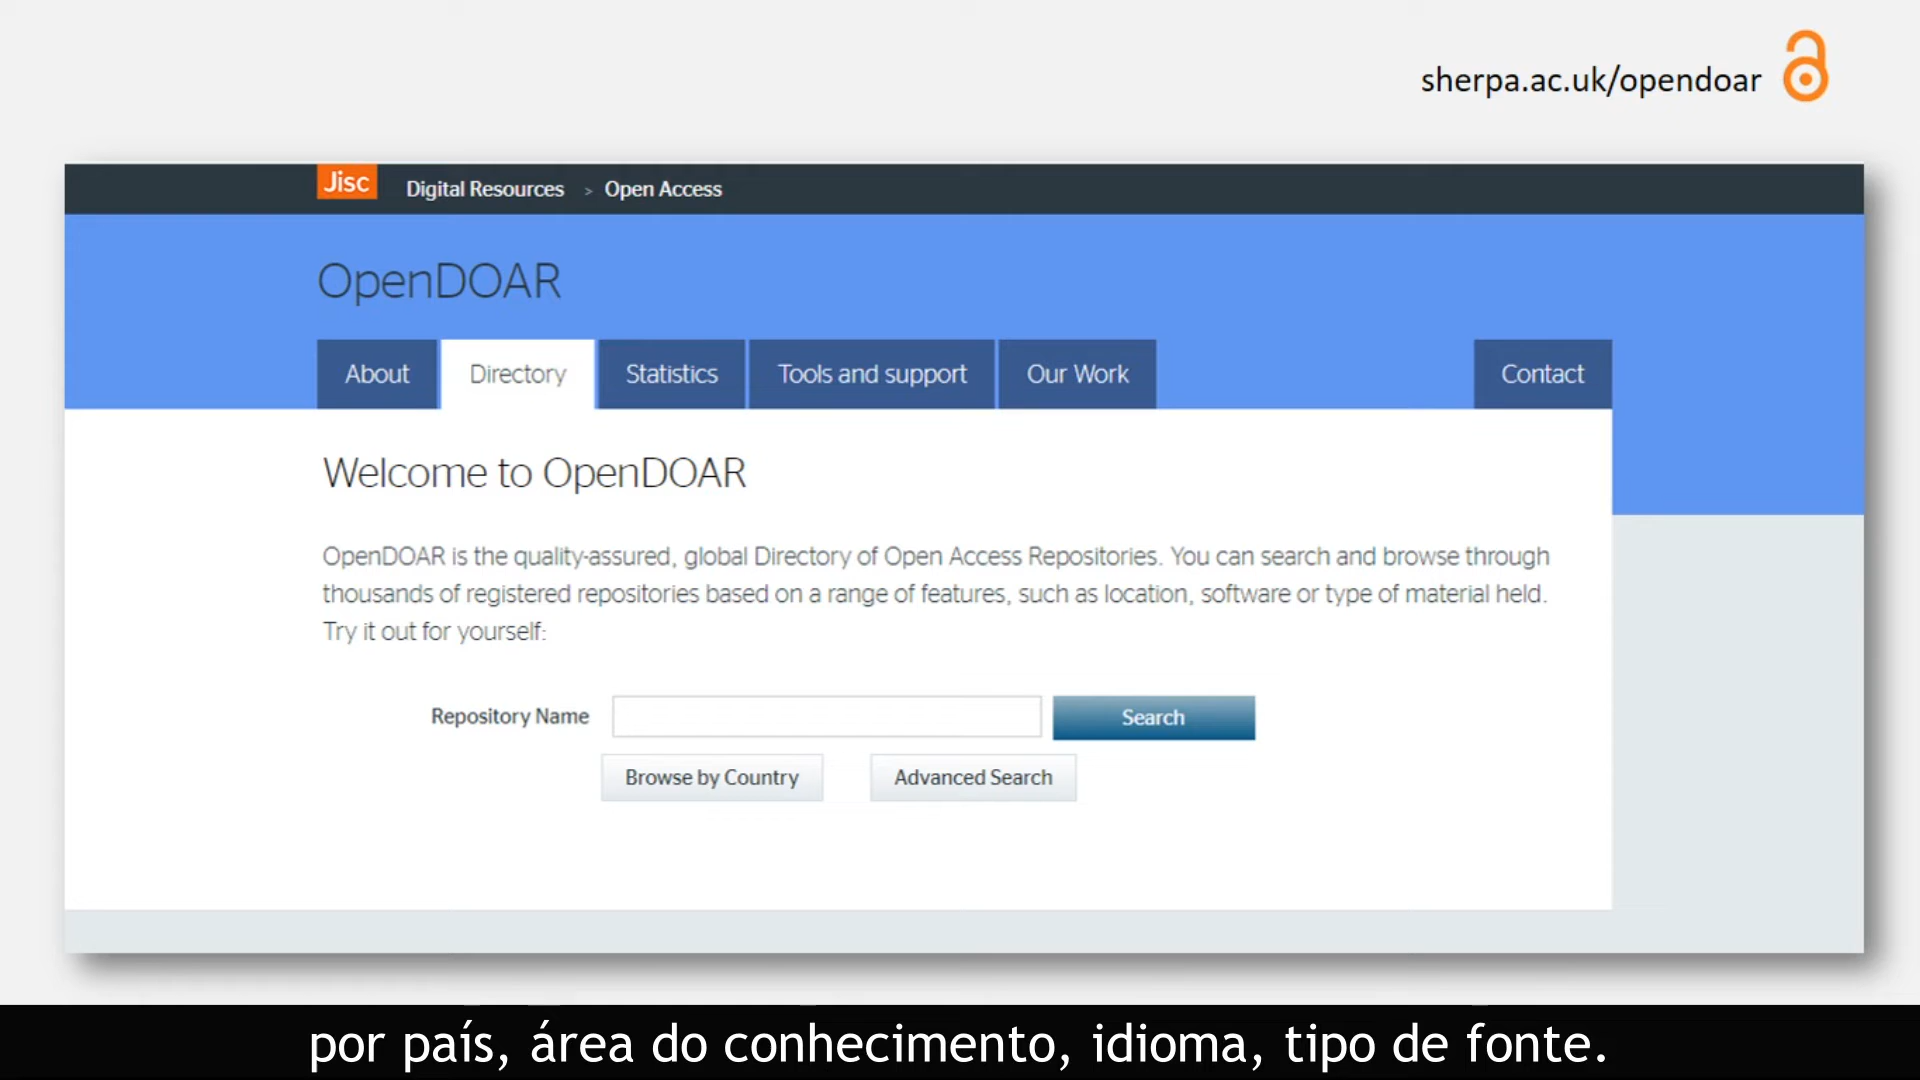 sherpa.ac.uk/opendoar
Jisc Digital Resources > Open Access
OpenDOAR
About Directory Statistics Tools and support Our Work Contact
Welcome to OpenDOAR
OpenDOAR is the quality-assured, global Directory of Open Access Repositories. You can search and browse through
thousands of registered repositories based on a range of features, such as location, software or type of material held.
Try it out for yourself:
Repository Name Search
Browse by Country Advanced Search
por país, área do conhecimento, idioma, tipo de fonte.